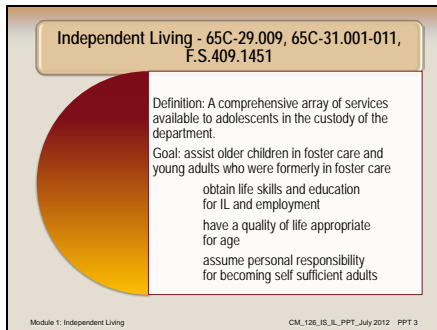 Independent Living - 65C-29.009, 65C-31.001-011,
F.S.409.1451
Definition: A comprehensive array of services
available to adolescents in the custody of the
department.
Goal: assist older children in foster care and
young adults who were formerly in foster care
obtain life skills and education
for IL and employment
have a quality of life appropriate
for age
assume personal responsibility
for becoming self sufficient adults
Module 1: Independent Living
CM_126_IS_IL_PPT_July 2012 PPT 3